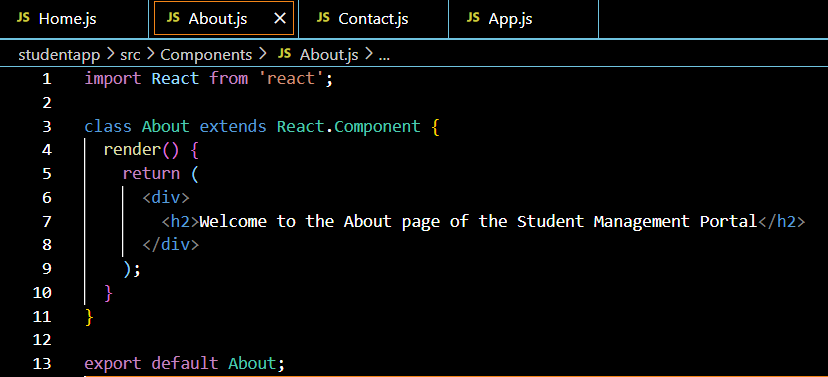 JS Home.js JS About.js × JS Contact.js JS App.js
studentapp > src > Components > JS About.js > ...
1 import React from 'react';
2
3 class About extends React.Component {
4 render() {
5 return (
6 <div>
7 <h2>Welcome to the About page of the Student Management Portal</h2>
8 </div>
9 );
10 }
11 }
12
13 export default About;